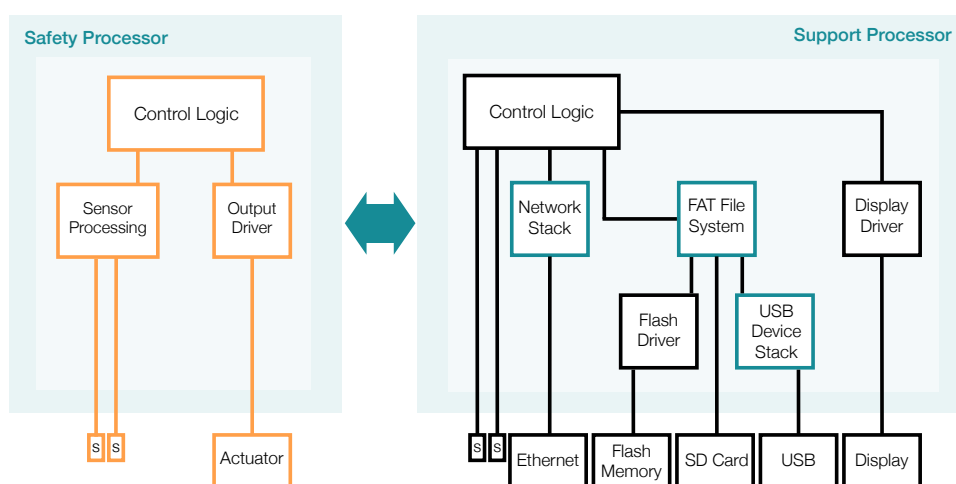 Safety Processor
Control Logic
Sensor
Processing
Output
Driver
S S
Actuator
Support Processor
Control Logic
Network
Stack
FAT File
System
Display
Driver
Flash
Driver
USB
Device
Stack
S S
Ethernet
Flash
Memory
SD Card
USB
Display